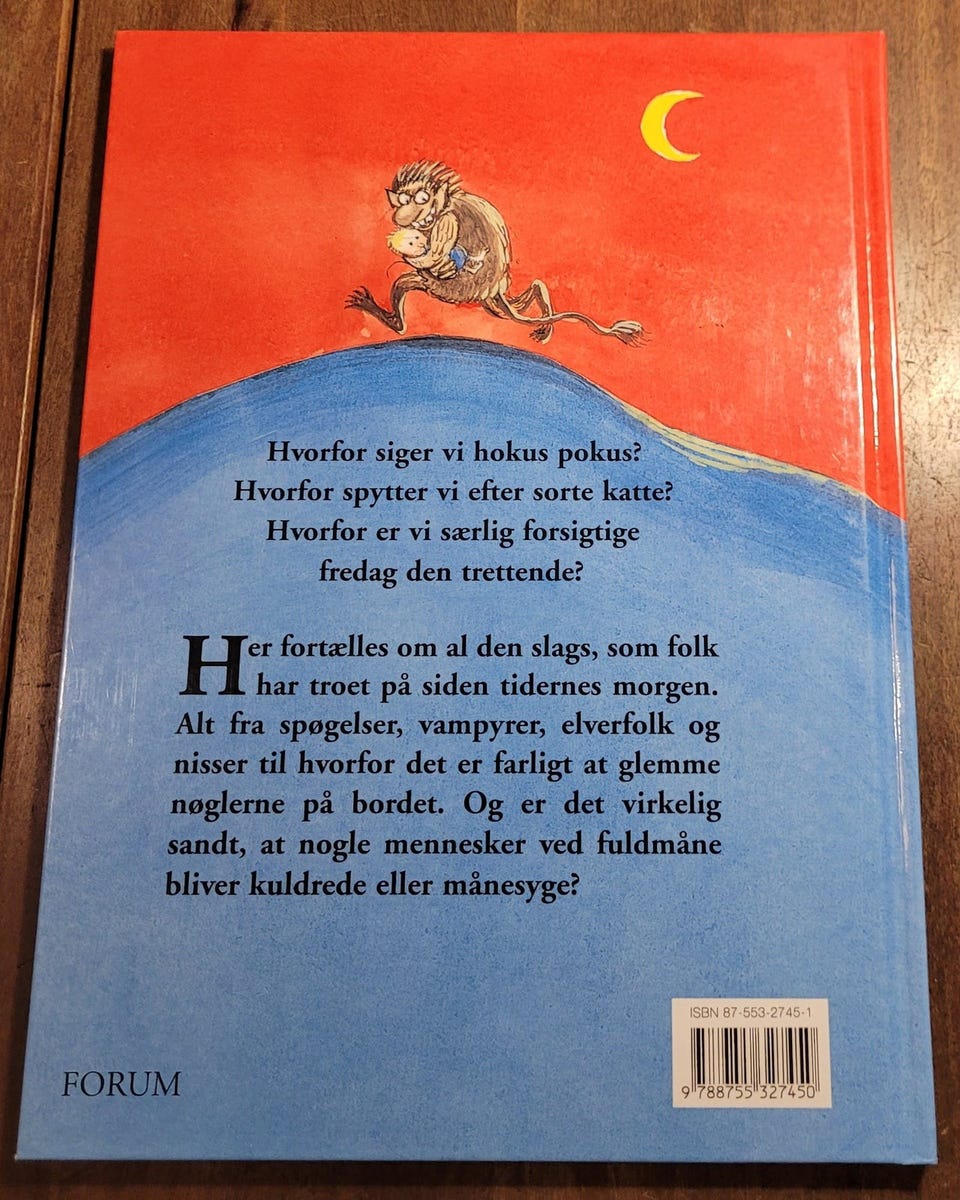 Hvorfor siger vi hokus pokus?
Hvorfor spytter vi efter sorte katte?
Hvorfor er vi særlig forsigtige
fredag den trettende?
Her fortælles om al den slags, som folk
har troet på siden tidernes morgen.
Alt fra spøgelser, vampyrer, elverfolk og
nisser til hvorfor det er farligt at glemme
nøglerne på bordet. Og er det virkelig
sandt, at nogle mennesker ved fuldmåne
bliver kuldrede eller månesyge?
ISBN 87-553-2745-1
9 788755 327450
FORUM